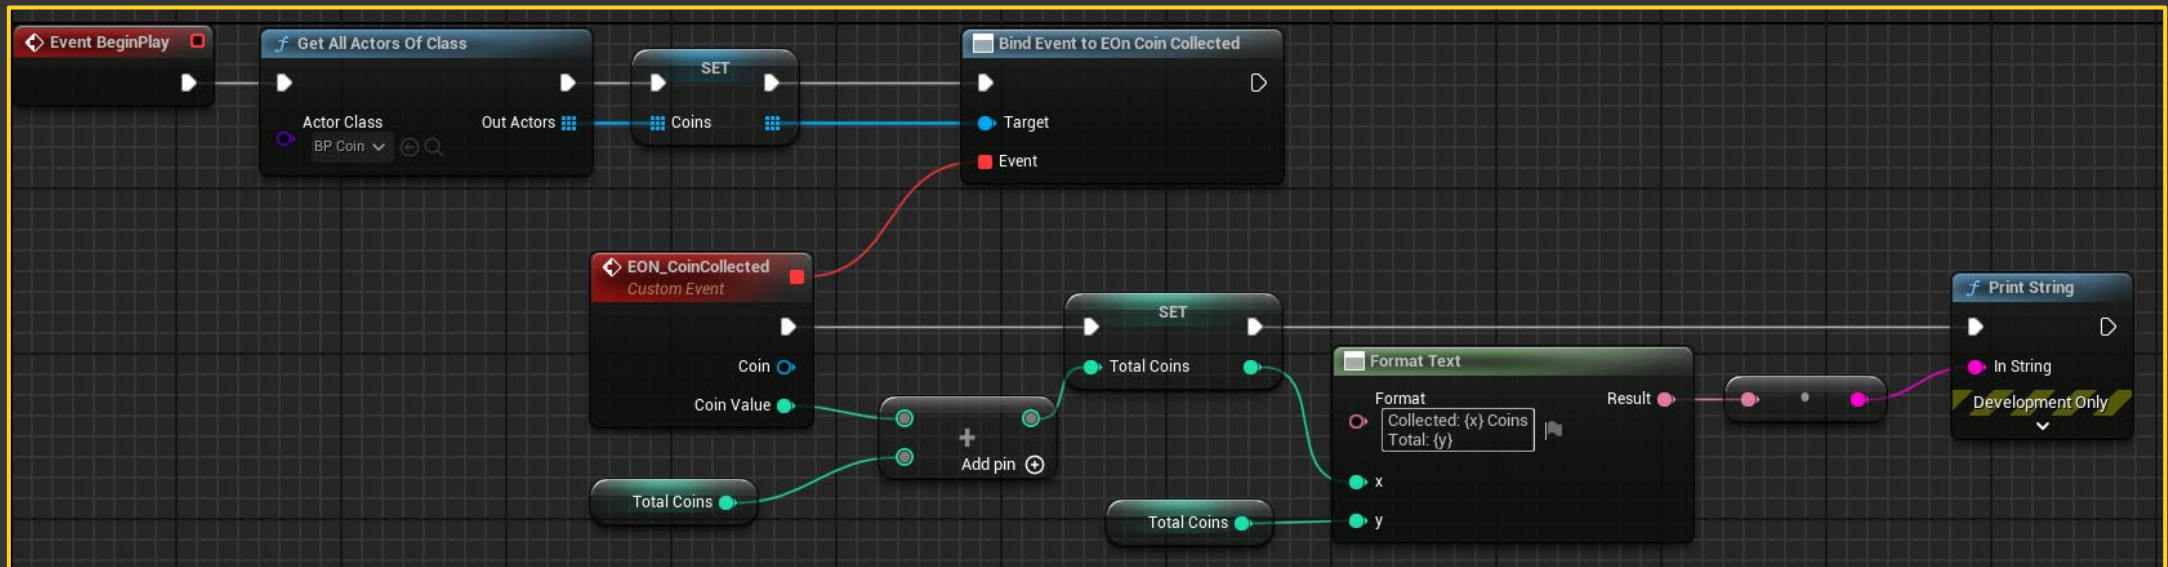 Event BeginPlay
f Get All Actors Of Class
Actor Class
BP Coin
Out Actors
SET
Coins
Bind Event to EOn Coin Collected
Target
Event
EON_CoinCollected
Custom Event
Coin
Coin Value
Total Coins
+
Add pin
SET
Total Coins
Total Coins
Format Text
Format
Collected: {x} Coins
Total: {y}
Result
x
y
f Print String
In String
Development Only